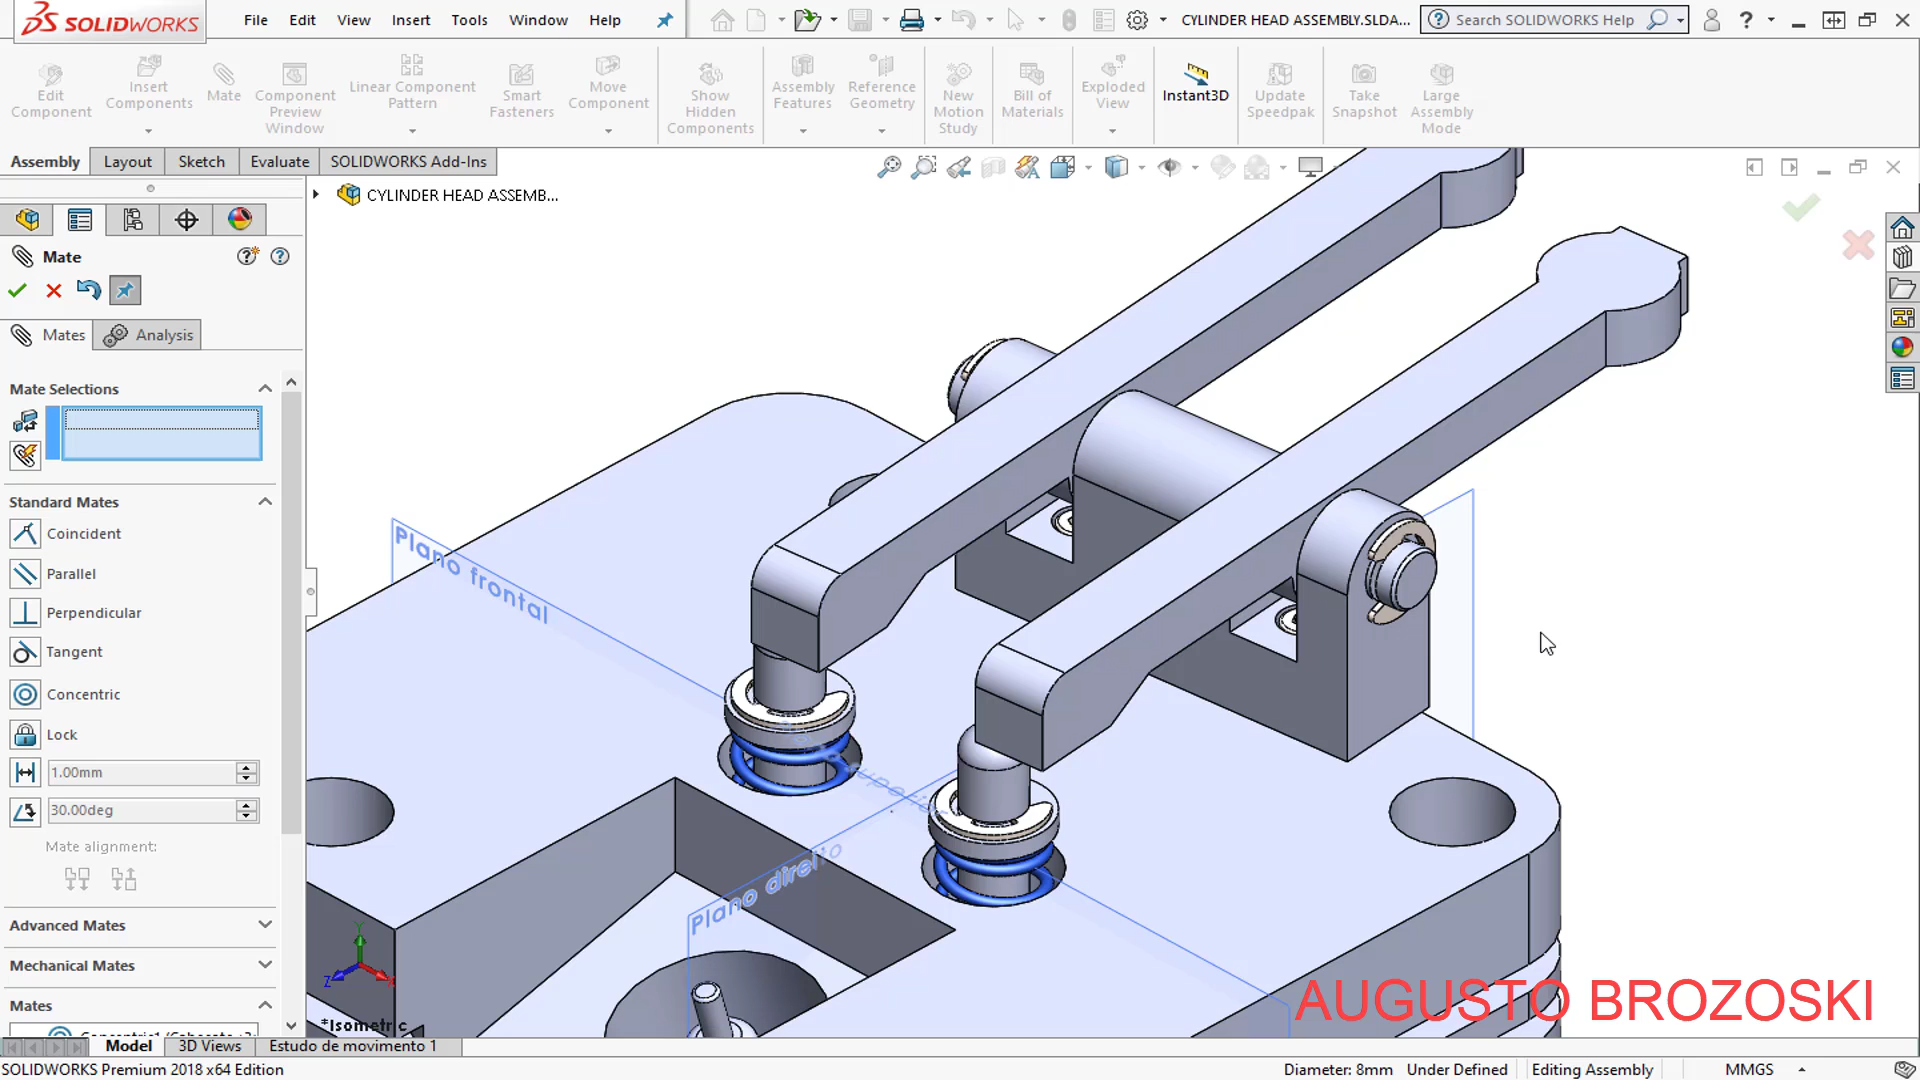 SOLIDWORKS
File Edit View Insert Tools Window Help
CYLINDER HEAD ASSEMBLY.SLDA...
Search SOLIDWORKS Help
Edit Component
Insert Components
Mate
Component Preview Window
Linear Component Pattern
Smart Fasteners
Move Component
Show Hidden Components
Assembly Features
Reference Geometry
New Motion Study
Bill of Materials
Exploded View
Instant3D
Update Speedpak
Take Snapshot
Large Assembly Mode
Assembly Layout Sketch Evaluate SOLIDWORKS Add-Ins
CYLINDER HEAD ASSEMB...
Mate
Mates Analysis
Mate Selections
Standard Mates
Coincident
Parallel
Perpendicular
Tangent
Concentric
Lock
1.00mm
30.00deg
Mate alignment:
Advanced Mates
Mechanical Mates
Mates
Plano frontal
Plano direito
Y
Z
*Isometric
AUGUSTO BROZOSKI
Model 3D Views Estudo de movimento 1
SOLIDWORKS Premium 2018 x64 Edition
Diameter: 8mm Under Defined Editing Assembly MMGS